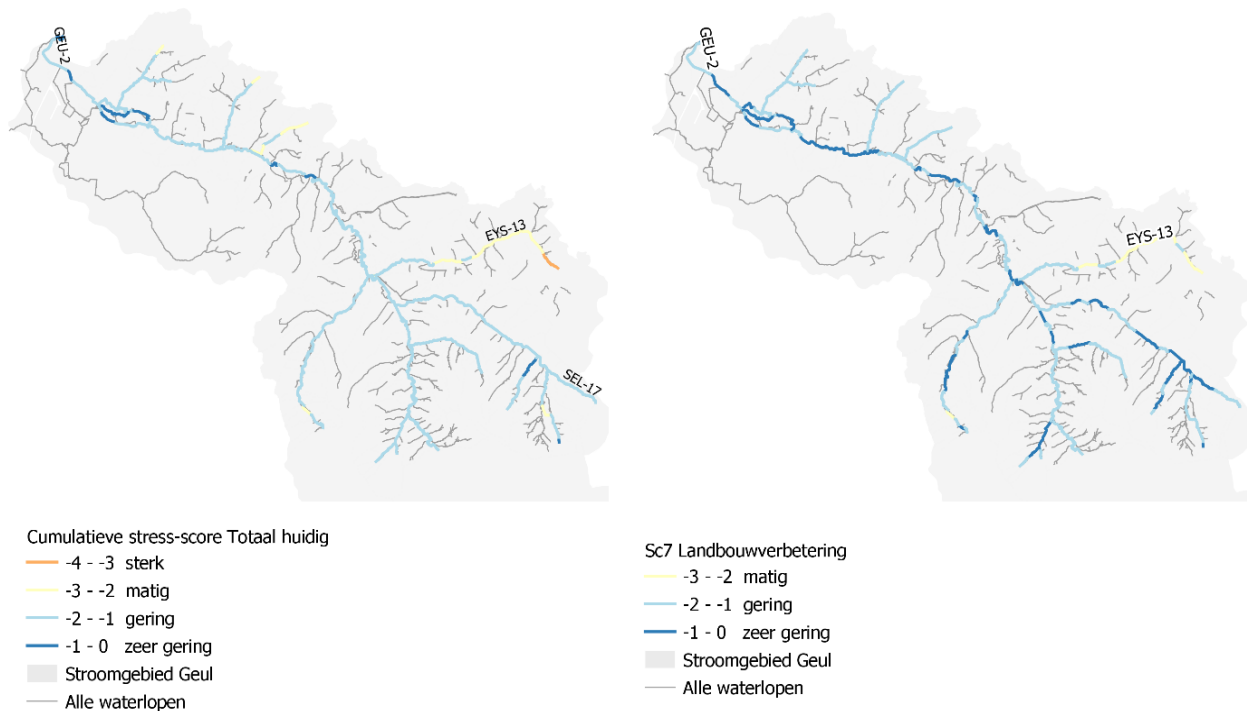 GEU-2
EYS-13
SEL-17
Cumulatieve stress-score Totaal huidig
-4 - -3 sterk
-3 - -2 matig
-2 - -1 gering
-1 - 0 zeer gering
Stroomgebied Geul
Alle waterlopen
GEU-2
EYS-13
Sc7 Landbouwverbetering
-3 - -2 matig
-2 - -1 gering
-1 - 0 zeer gering
Stroomgebied Geul
Alle waterlopen